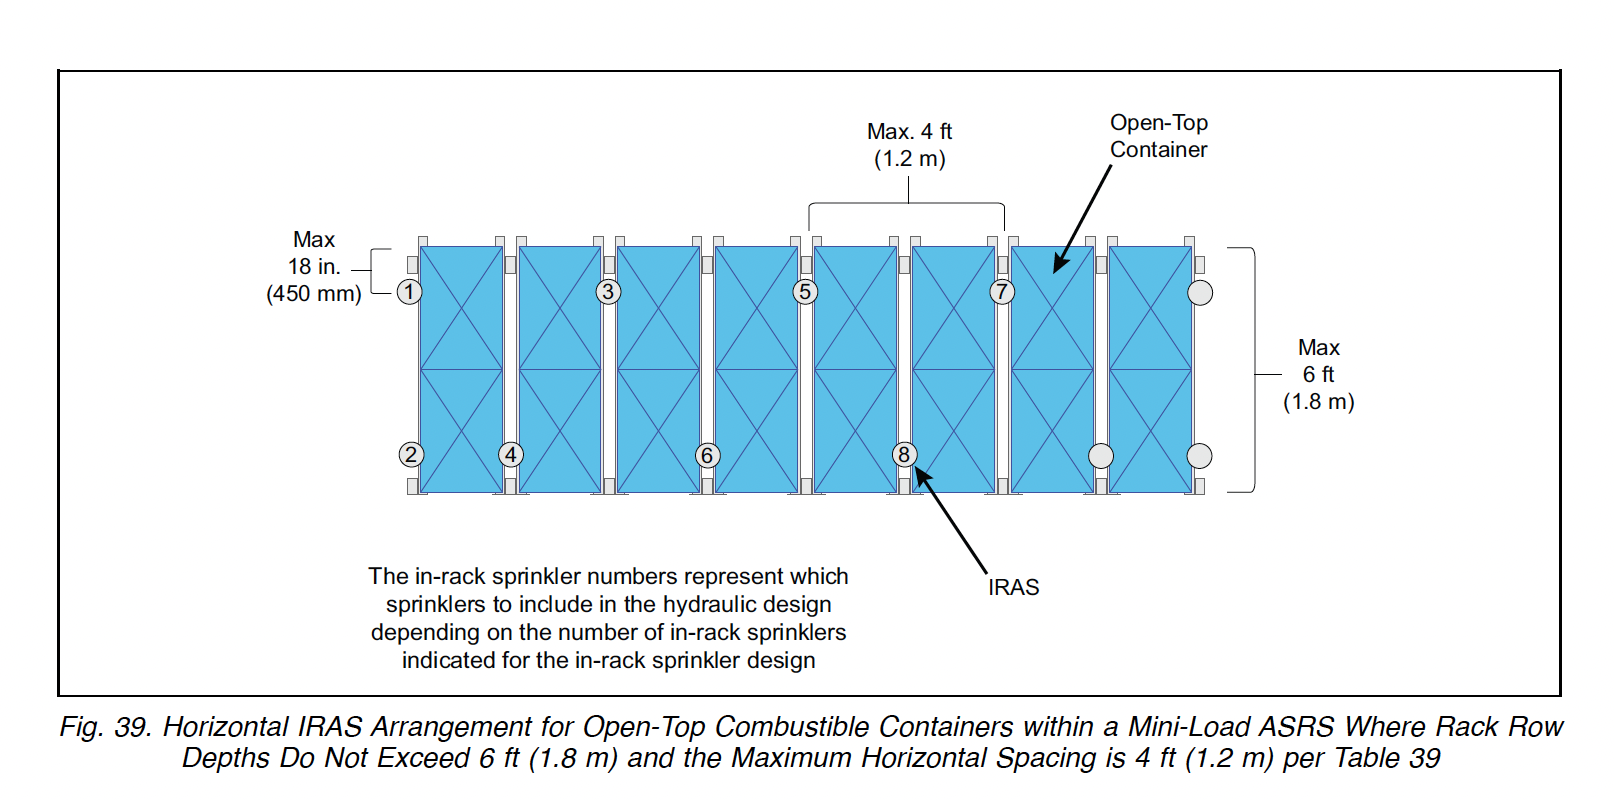 Max. 4 ft
(1.2 m)
Open-Top
Container
Max
18 in.
(450 mm)
1
3
5
7
Max
6 ft
(1.8 m)
2
4
6
8
IRAS
The in-rack sprinkler numbers represent which
sprinklers to include in the hydraulic design
depending on the number of in-rack sprinklers
indicated for the in-rack sprinkler design
Fig. 39. Horizontal IRAS Arrangement for Open-Top Combustible Containers within a Mini-Load ASRS Where Rack Row
Depths Do Not Exceed 6 ft (1.8 m) and the Maximum Horizontal Spacing is 4 ft (1.2 m) per Table 39